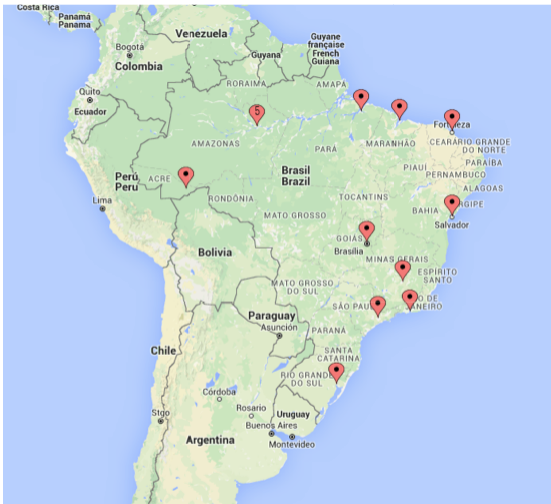 Costa Rica
Panamá
Panama
Venezuela
Bogotá
Colombia
Guyana
Guyane
française
French
Guiana
RORAIMA
AMAPÁ
Quito
Ecuador
5
AMAZONAS
PARÁ
MARANHÃO
CEARÁ
RIO GRANDE
DO NORTE
PARAÍBA
PIAUÍ
PERNAMBUCO
ALAGOAS
Perú
Peru
ACRE
Brasil
Brazil
RONDÔNIA
TOCANTINS
Lima
MATO GROSSO
BAHIA
Salvador
GOIÁS
Brasília
Bolivia
MINAS GERAIS
ESPÍRITO
SANTO
MATO GROSSO
DO SUL
Paraguay
Asunción
PARANÁ
Chile
SANTA
CATARINA
RIO GRANDE
DO SUL
Córdoba
Rosario
Stgo
Uruguay
Buenos Aires
Argentina
Montevideo